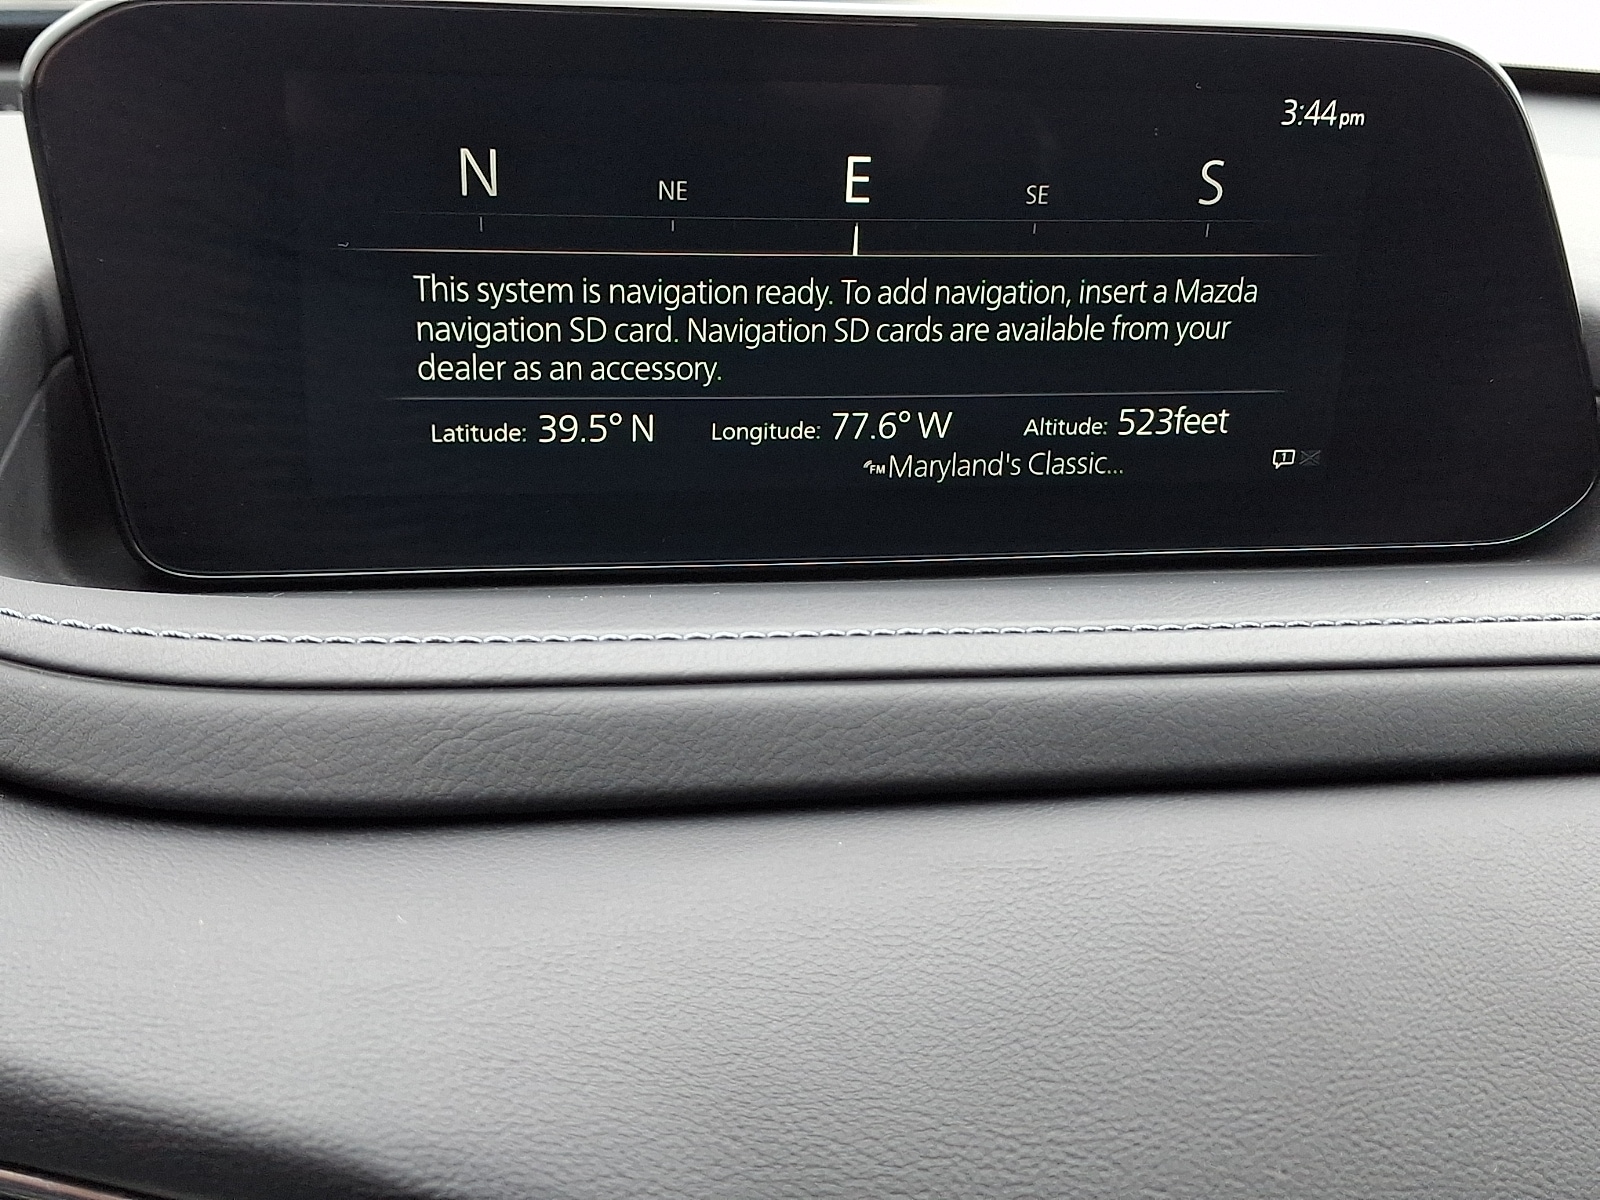 3:44pm
N NE E SE S
This system is navigation ready. To add navigation, insert a Mazda
navigation SD card. Navigation SD cards are available from your
dealer as an accessory.
Latitude: 39.5° N Longitude: 77.6° W Altitude: 523feet
FM Maryland's Classic...
1